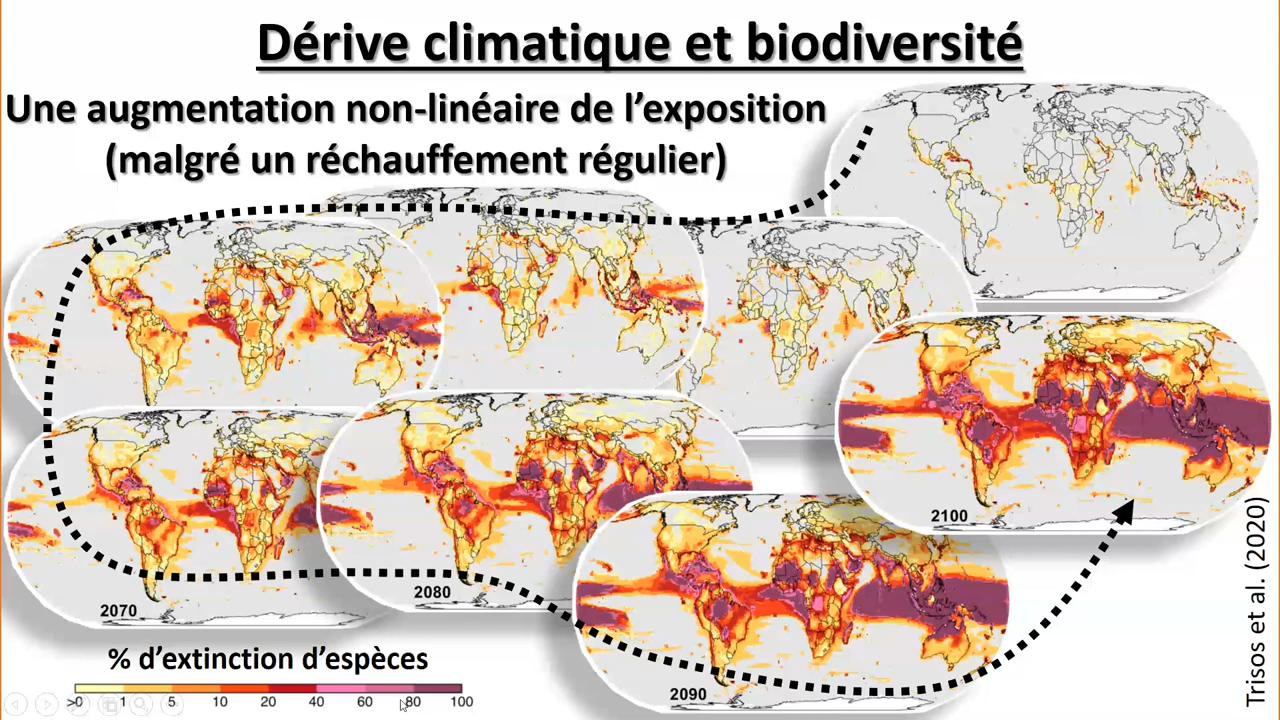 Dérive climatique et biodiversité
Une augmentation non-linéaire de l’exposition
(malgré un réchauffement régulier)
2100
2070
2080
2090
% d’extinction d’espèces
>0 1 5 10 20 40 60 80 100
Trisos et al. (2020)